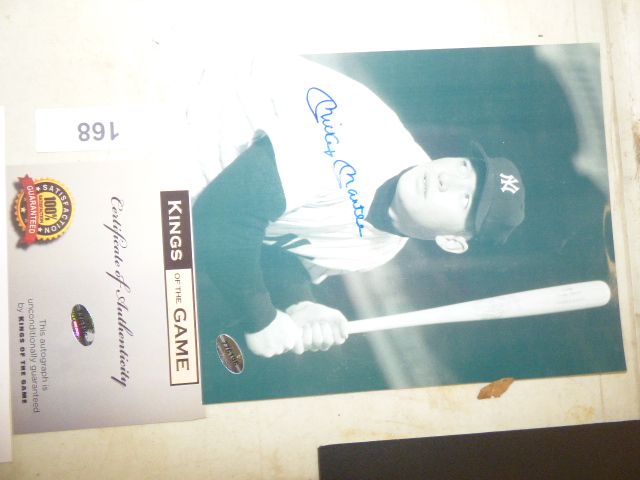 168
Mickey Mantle
NY
KINGS OF THE GAME
Certificate of Authenticity
SATISFACTION
100%
GUARANTEED
This autograph is
unconditionally guaranteed
by KINGS OF THE GAME